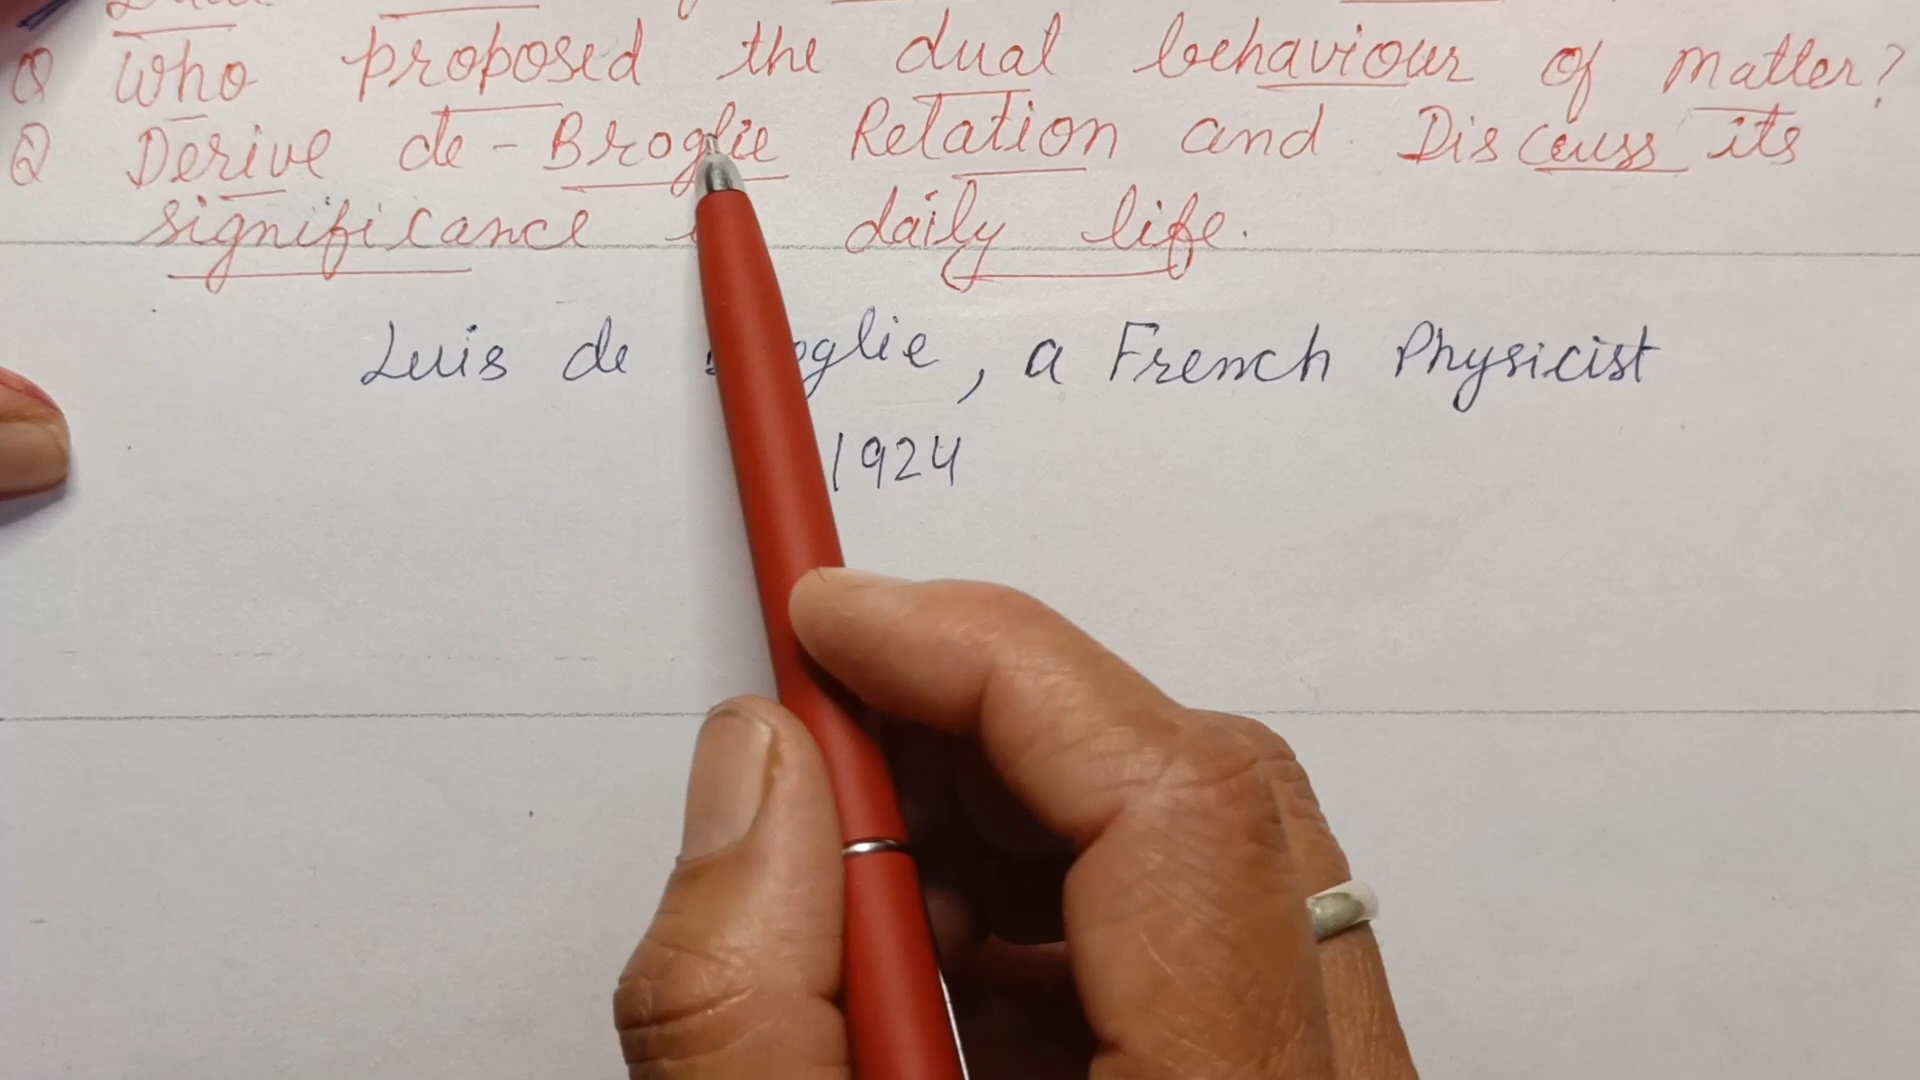 Q Who proposed the dual behaviour of matter?
Q Derive de-Broglie Relation and Discuss its
significance daily life.
Luis de oglie, a French Physicist
1924